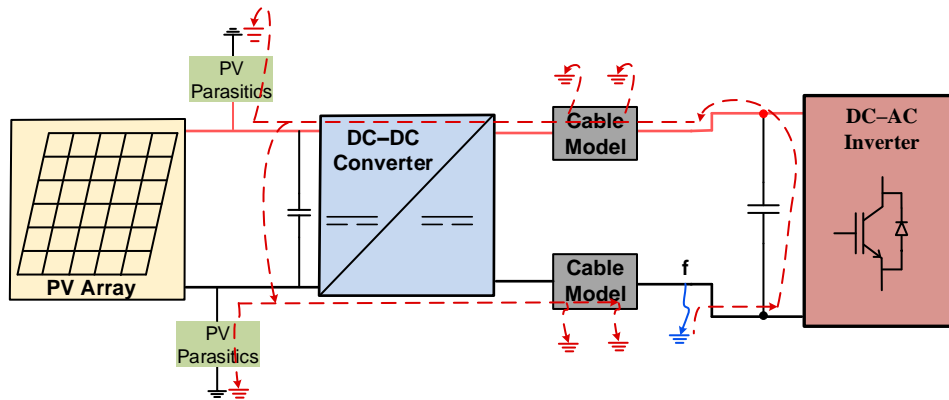 PV
Parasitics
DC–DC
Converter
Cable
Model
DC–AC
Inverter
PV Array
Cable
Model
f
PV
Parasitics